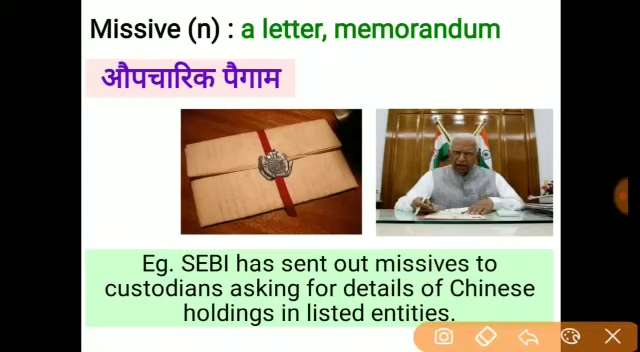 Missive (n) : a letter, memorandum
औपचारिक पैगाम
Eg. SEBI has sent out missives to
custodians asking for details of Chinese
holdings in listed entities.